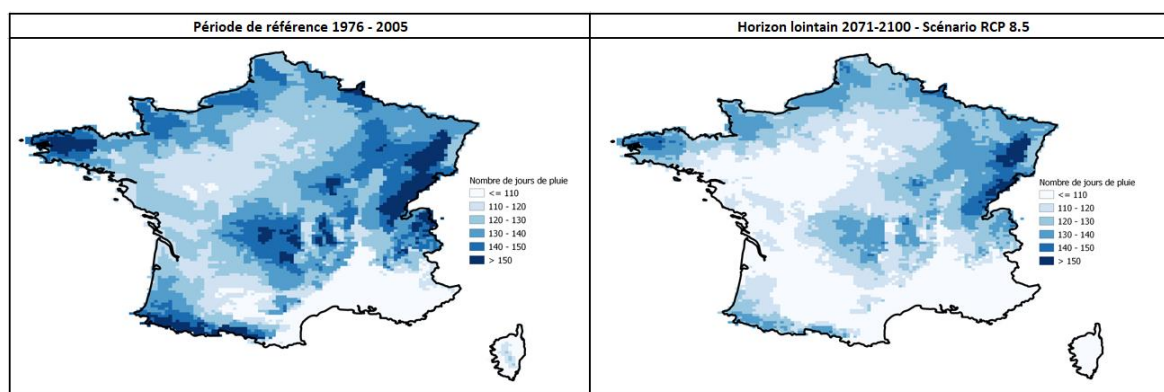 Période de référence 1976 - 2005
Horizon lointain 2071-2100 - Scénario RCP 8.5
Nombre de jours de pluie
<= 110
110 - 120
120 - 130
130 - 140
140 - 150
> 150
Nombre de jours de pluie
<= 110
110 - 120
120 - 130
130 - 140
140 - 150
> 150